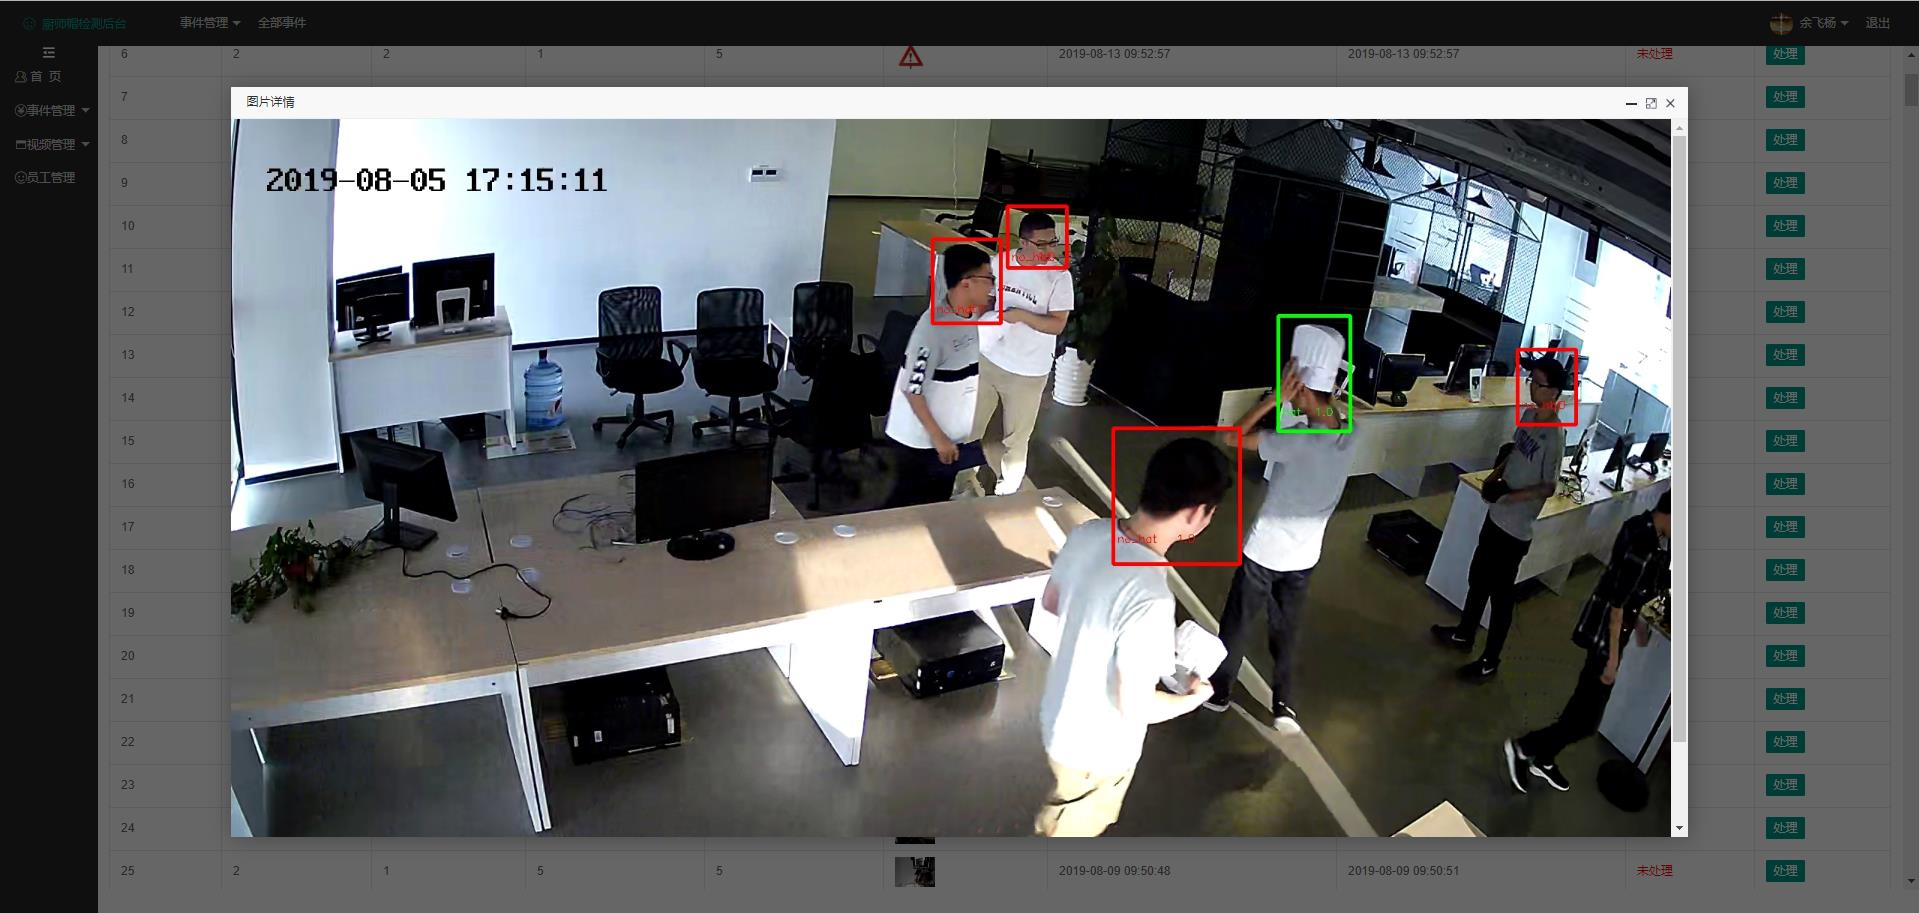 厨师帽检测后台 事件管理 全部事件 余飞杨 退出
首 页
事件管理
视频管理
员工管理
6 2 2 1 5 2019-08-13 09:52:57 2019-08-13 09:52:57 未处理 处理
7 处理
8 处理
9 处理
10 处理
11 处理
12 处理
13 处理
14 处理
15 处理
16 处理
17 处理
18 处理
19 处理
20 处理
21 处理
22 处理
23 处理
24 处理
25 2 1 5 5 2019-08-09 09:50:48 2019-08-09 09:50:51 未处理 处理
图片详情
2019-08-05 17:15:11
1.0
no_hat 1.0